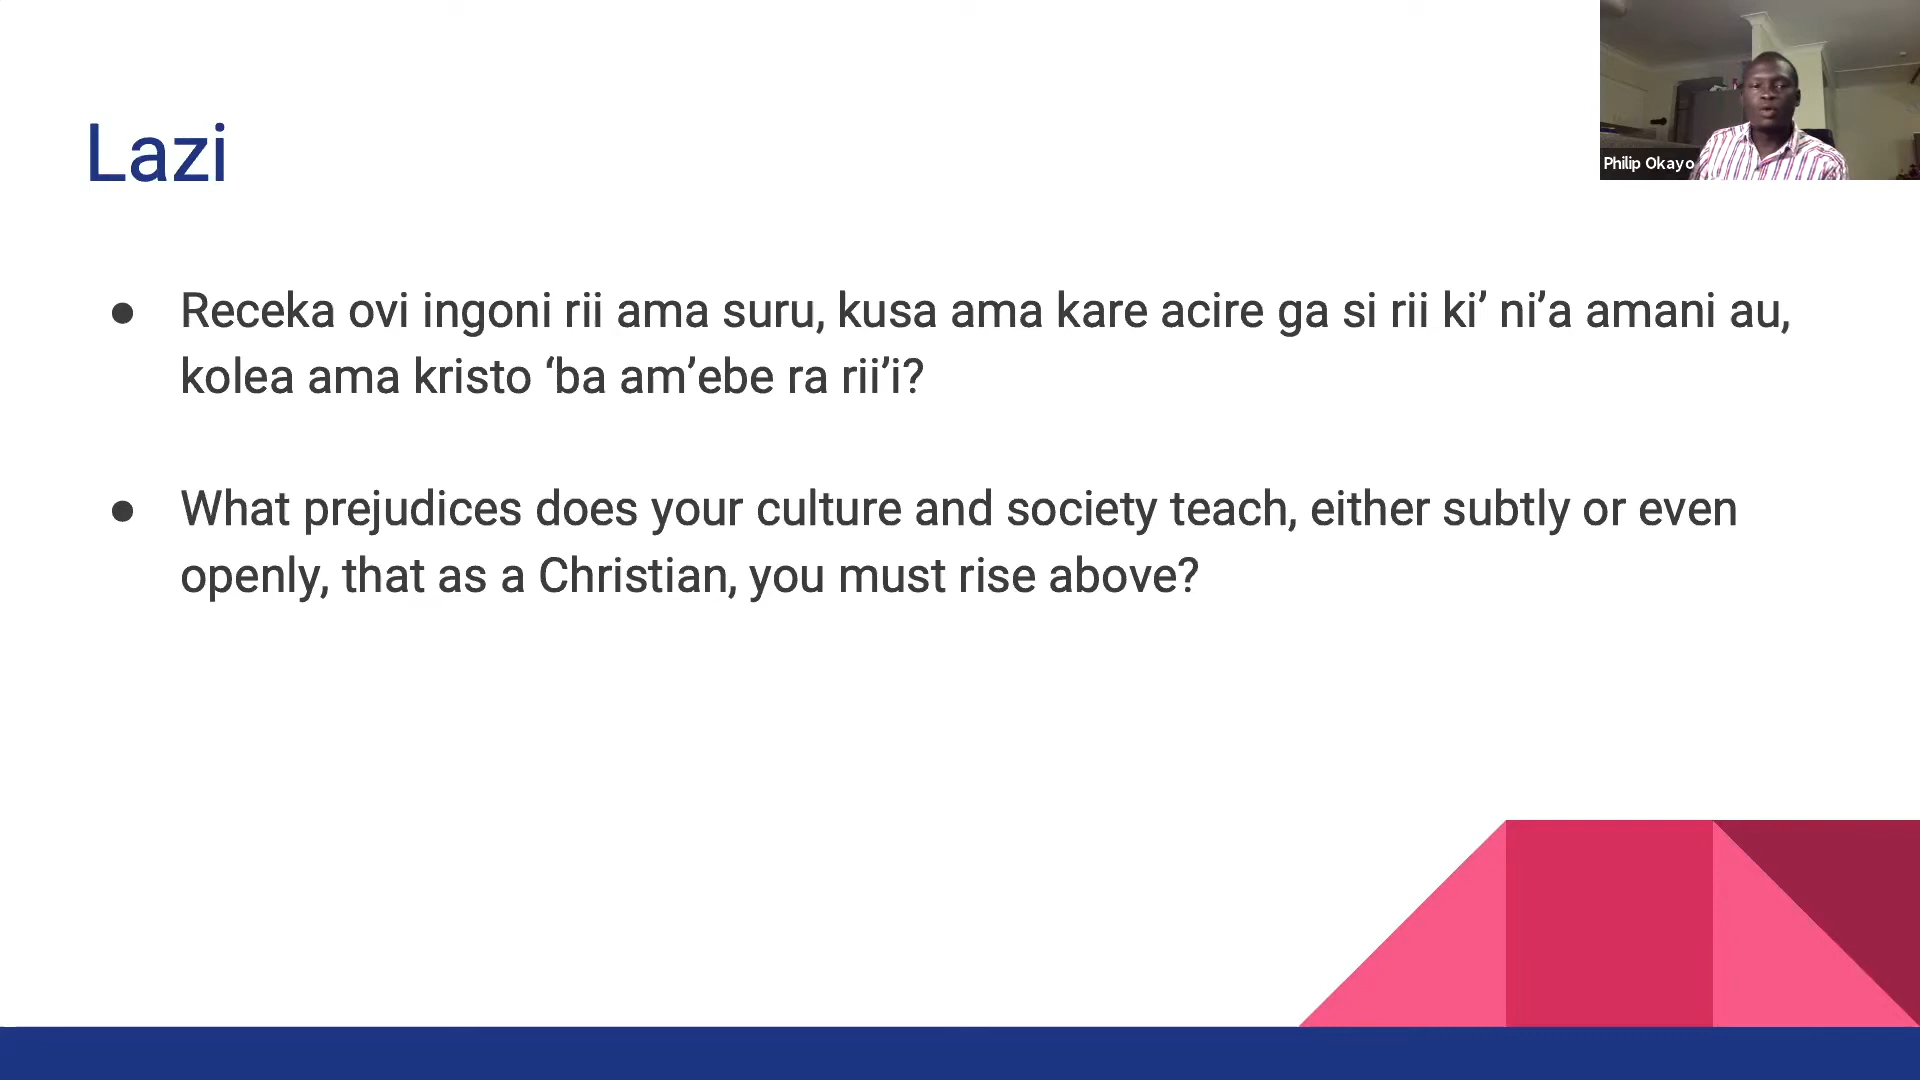 Lazi
Philip Okayo
● Receka ovi ingoni rii ama suru, kusa ama kare acire ga si rii ki’ ni’a amani au,
kolea ama kristo ‘ba am’ebe ra rii’i?
● What prejudices does your culture and society teach, either subtly or even
openly, that as a Christian, you must rise above?